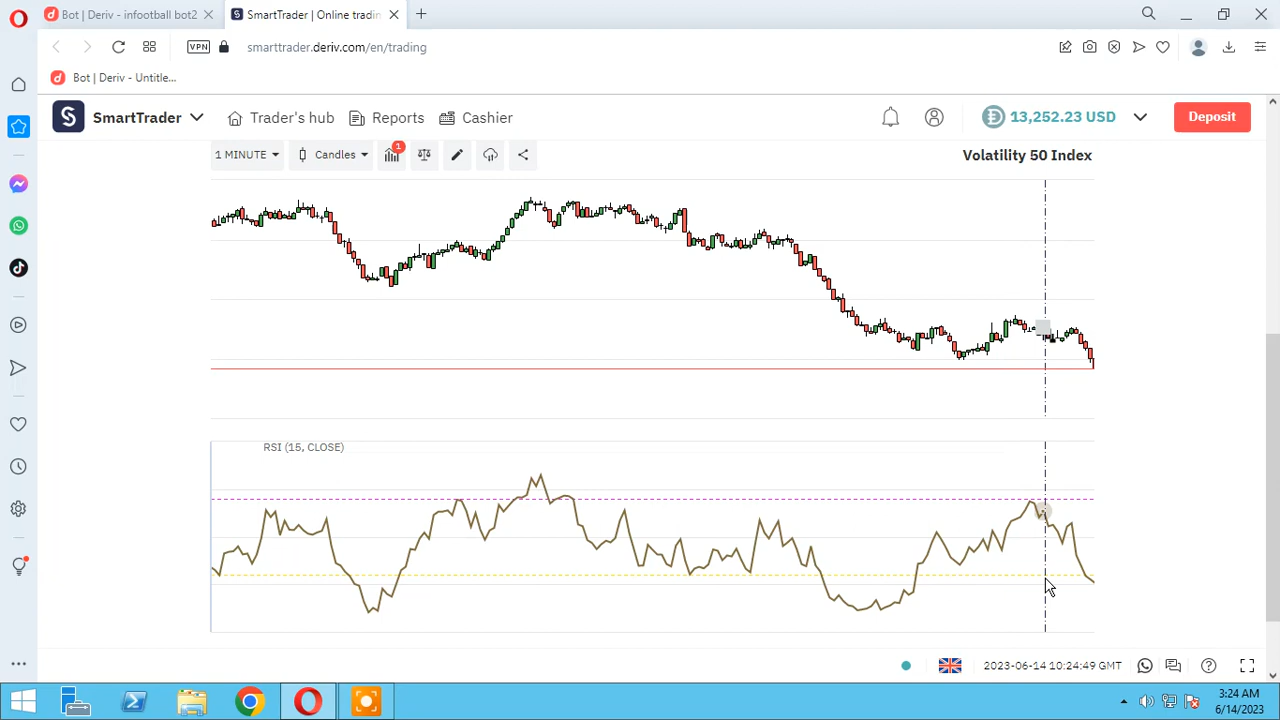 Bot | Deriv - infootball bot2
SmartTrader | Online tradin
VPN
smarttrader.deriv.com/en/trading
Bot | Deriv - Untitle...
S
SmartTrader
Trader's hub
Reports
Cashier
13,252.23 USD
Deposit
1 MINUTE
Candles
1
Volatility 50 Index
RSI (15, CLOSE)
2023-06-14 10:24:49 GMT
3:24 AM
6/14/2023